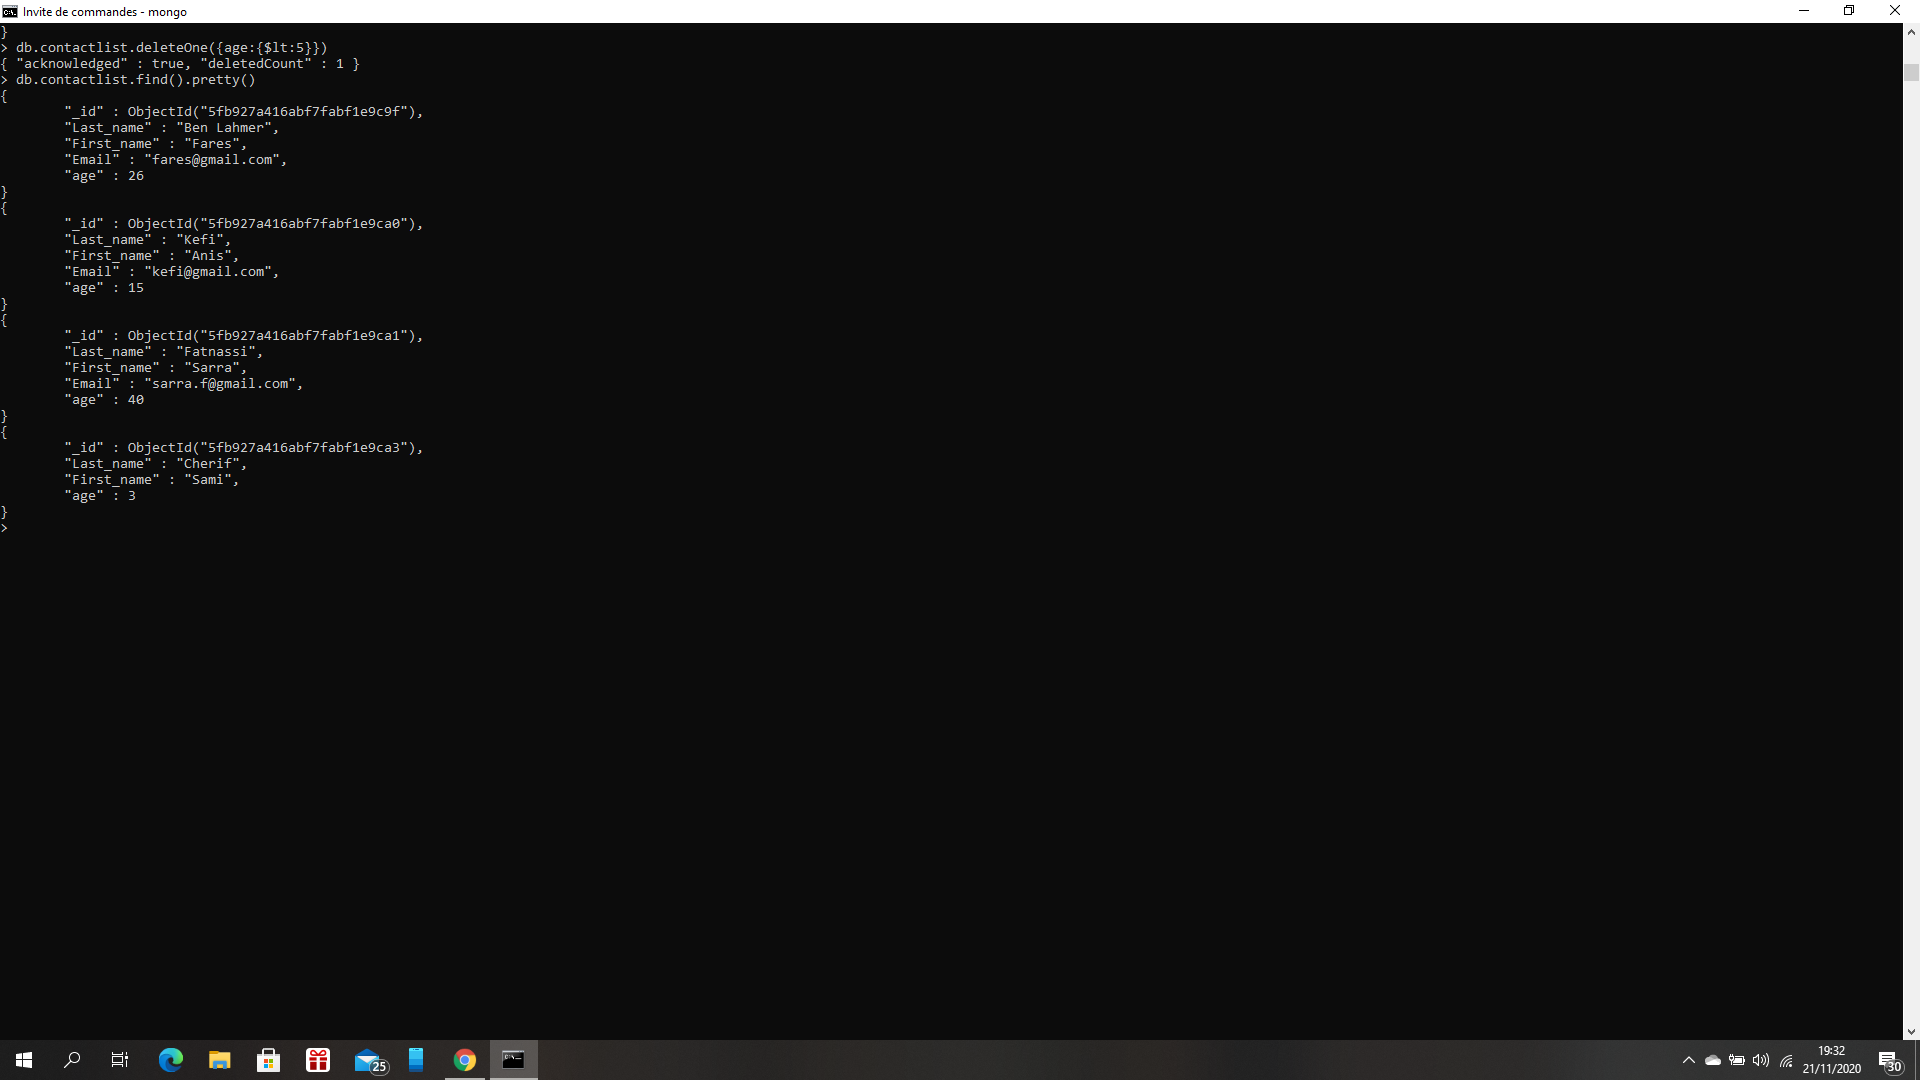 Invite de commandes - mongo
}
> db.contactlist.deleteOne({age:{$lt:5}})
{ "acknowledged" : true, "deletedCount" : 1 }
> db.contactlist.find().pretty()
{
        "_id" : ObjectId("5fb927a416abf7fabf1e9c9f"),
        "Last_name" : "Ben Lahmer",
        "First_name" : "Fares",
        "Email" : "fares@gmail.com",
        "age" : 26
}
{
        "_id" : ObjectId("5fb927a416abf7fabf1e9ca0"),
        "Last_name" : "Kefi",
        "First_name" : "Anis",
        "Email" : "kefi@gmail.com",
        "age" : 15
}
{
        "_id" : ObjectId("5fb927a416abf7fabf1e9ca1"),
        "Last_name" : "Fatnassi",
        "First_name" : "Sarra",
        "Email" : "sarra.f@gmail.com",
        "age" : 40
}
{
        "_id" : ObjectId("5fb927a416abf7fabf1e9ca3"),
        "Last_name" : "Cherif",
        "First_name" : "Sami",
        "age" : 3
}
>
25
19:32
21/11/2020
30